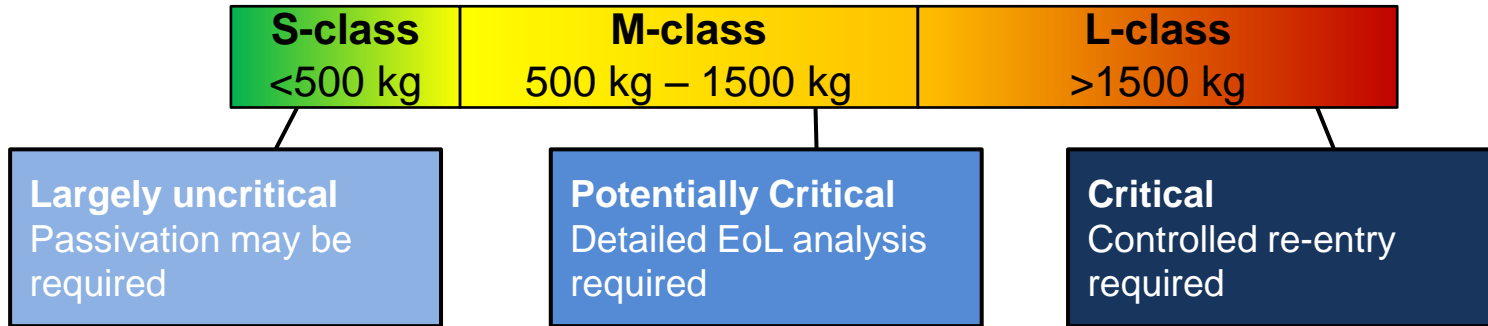 S-class
<500 kg
M-class
500 kg – 1500 kg
L-class
>1500 kg
Largely uncritical
Passivation may be
required
Potentially Critical
Detailed EoL analysis
required
Critical
Controlled re-entry
required